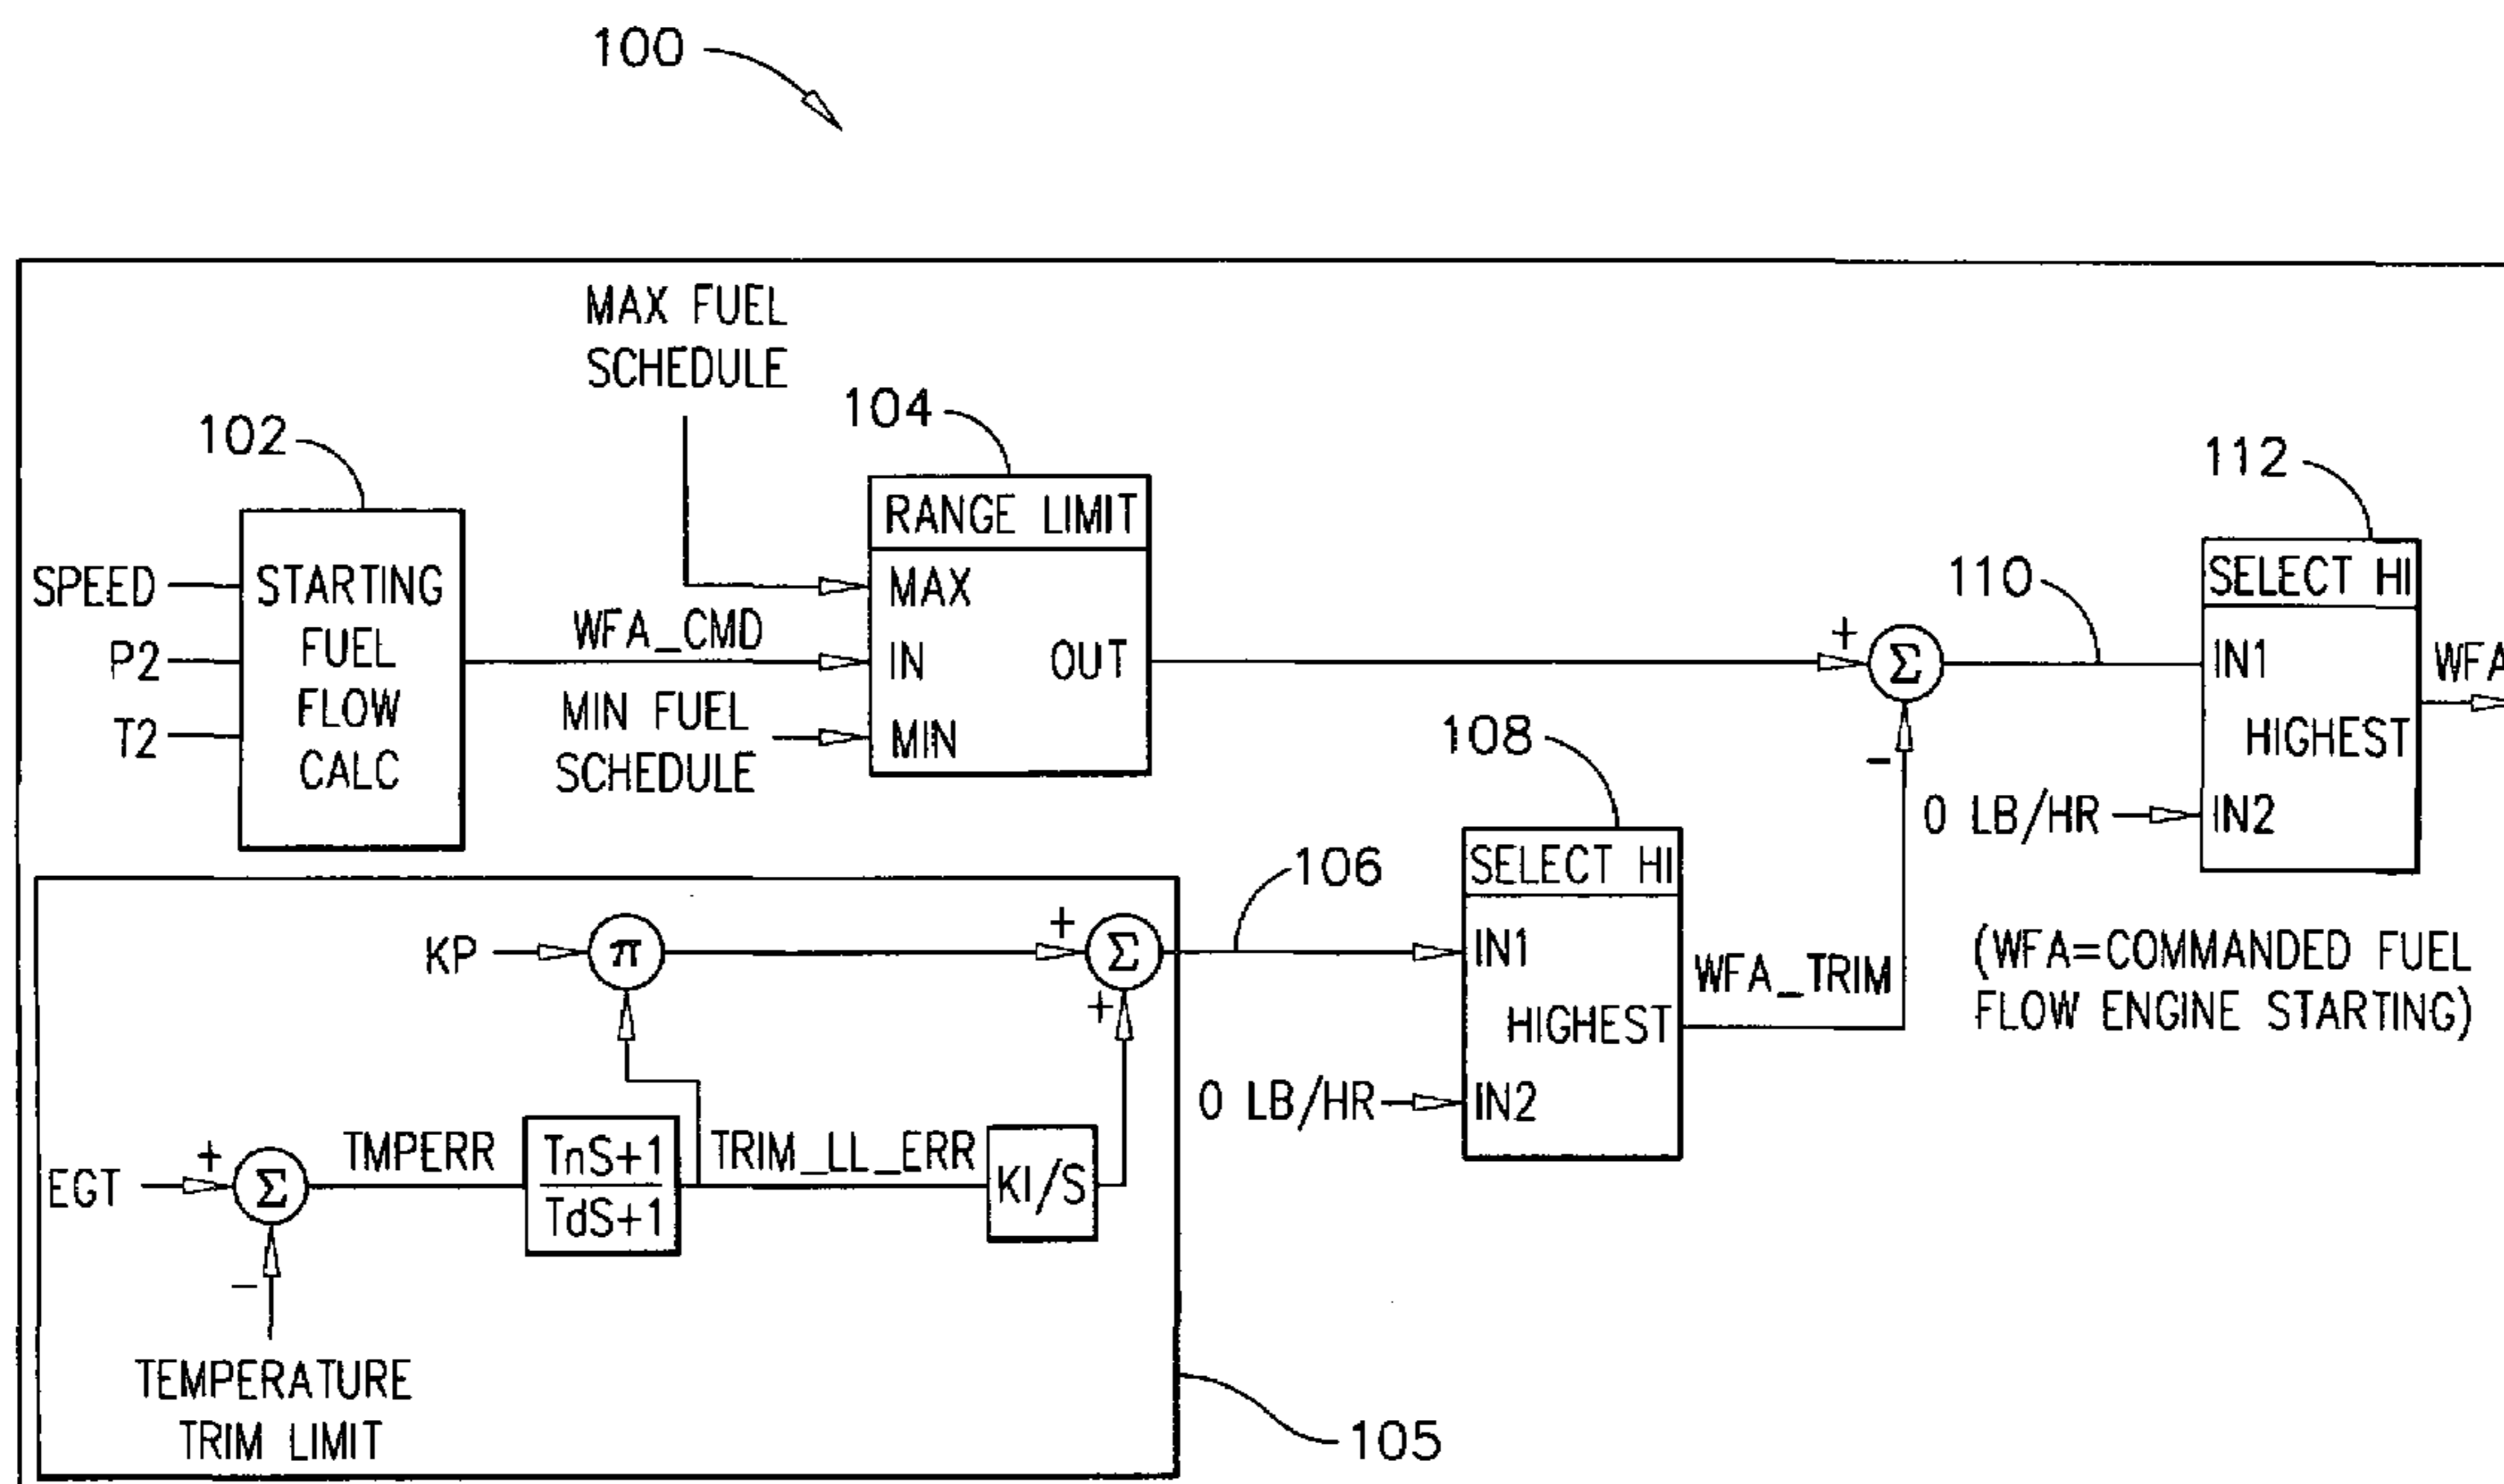 100
MAX FUEL
SCHEDULE
102
104
RANGE LIMIT
MAX
IN
OUT
MIN
SPEED
P2
T2
STARTING
FUEL
FLOW
CALC
WFA_CMD
MIN FUEL
SCHEDULE
110
+
Σ
-
112
SELECT HI
IN1
HIGHEST
IN2
0 LB/HR
WFA
108
SELECT HI
IN1
HIGHEST
IN2
0 LB/HR
WFA_TRIM
(WFA=COMMANDED FUEL
FLOW ENGINE STARTING)
106
KP
π
+
Σ
+
EGT
+
Σ
-
TMPERR
TnS+1
TdS+1
TRIM_LL_ERR
KI/S
TEMPERATURE
TRIM LIMIT
105